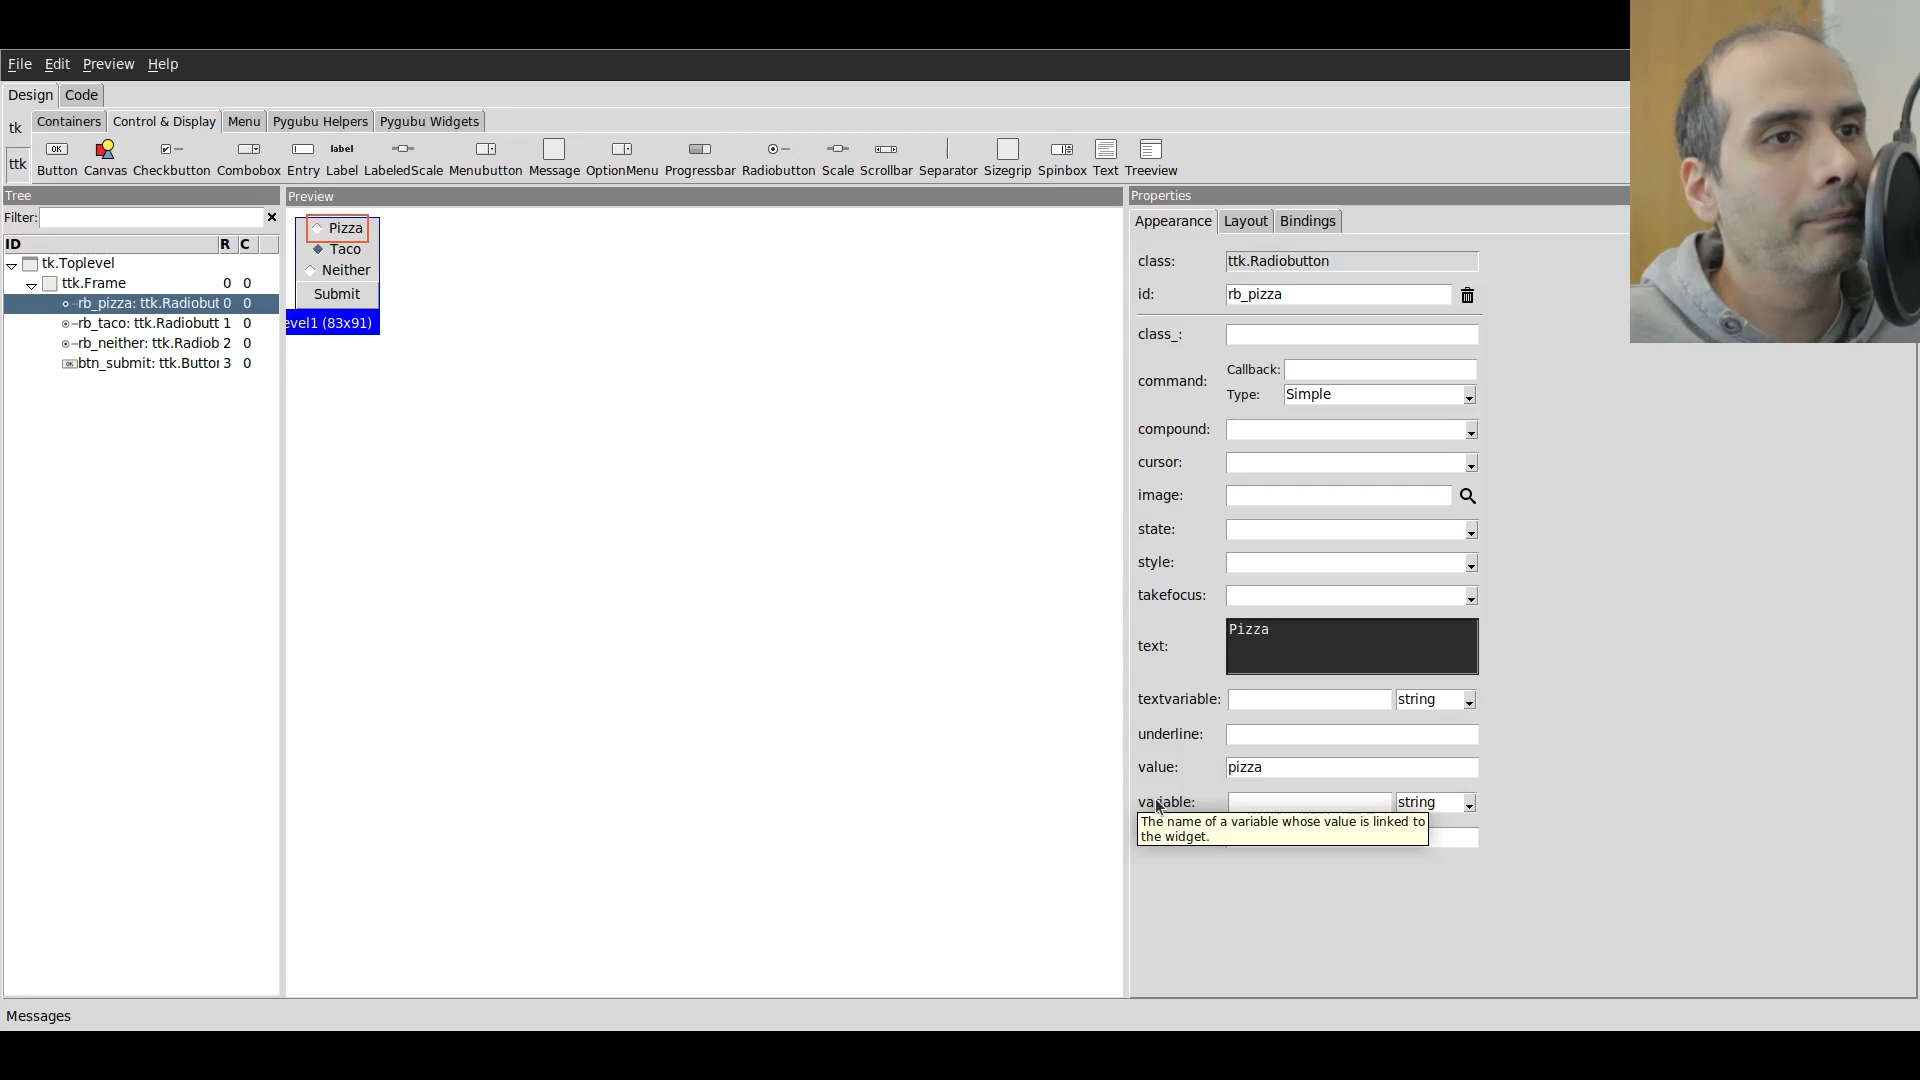 File Edit Preview Help
Design Code
tk
ttk
Containers Control & Display Menu Pygubu Helpers Pygubu Widgets
OK label
Button Canvas Checkbutton Combobox Entry Label LabeledScale Menubutton Message OptionMenu Progressbar Radiobutton Scale Scrollbar Separator Sizegrip Spinbox Text Treeview
Tree
Filter:
ID R C
tk.Toplevel
ttk.Frame 0 0
rb_pizza: ttk.Radiobut 0 0
rb_taco: ttk.Radiobutt 1 0
rb_neither: ttk.Radiob 2 0
btn_submit: ttk.Buttor 3 0
Preview
Pizza
Taco
Neither
Submit
evel1 (83x91)
Properties
Appearance Layout Bindings
class: ttk.Radiobutton
id: rb_pizza
class_:
command: Callback:
Type: Simple
compound:
cursor:
image:
state:
style:
takefocus:
text: Pizza
textvariable: string
underline:
value: pizza
variable: string
The name of a variable whose value is linked to
the widget.
Messages